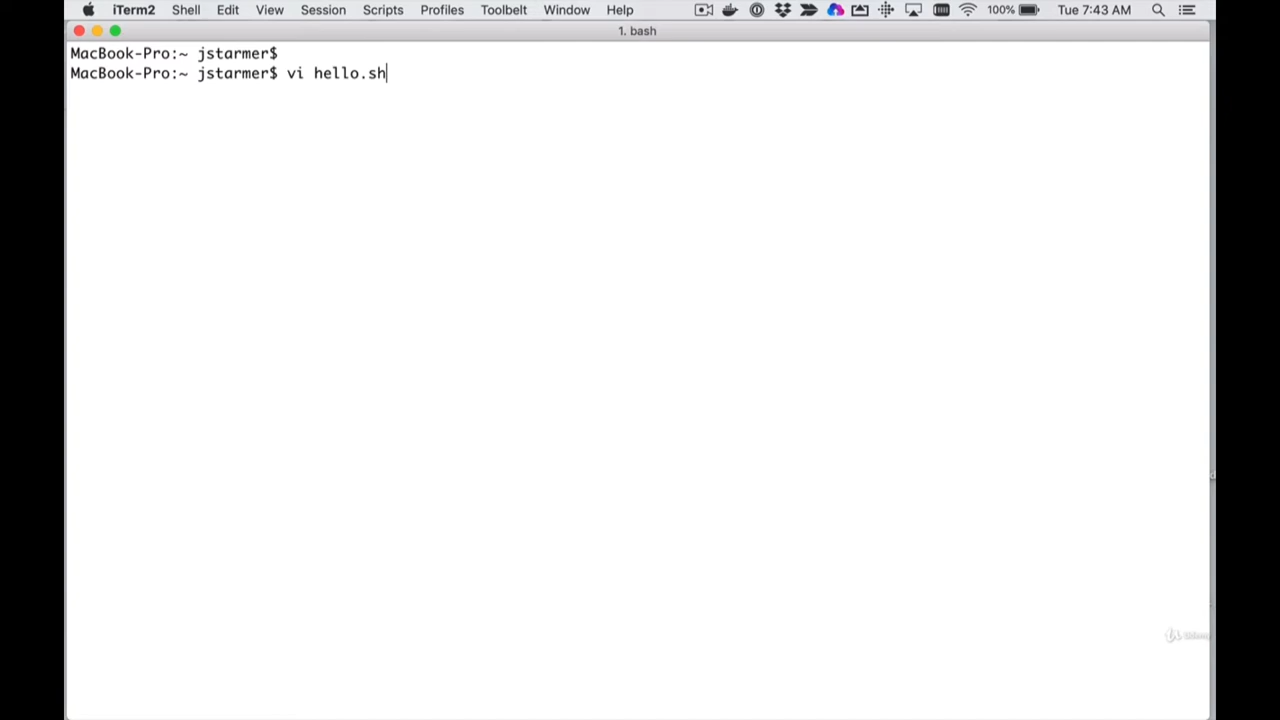 iTerm2 Shell Edit View Session Scripts Profiles Toolbelt Window Help 100% Tue 7:43 AM
1. bash
MacBook-Pro:~ jstarmer$
MacBook-Pro:~ jstarmer$ vi hello.sh
Udemy